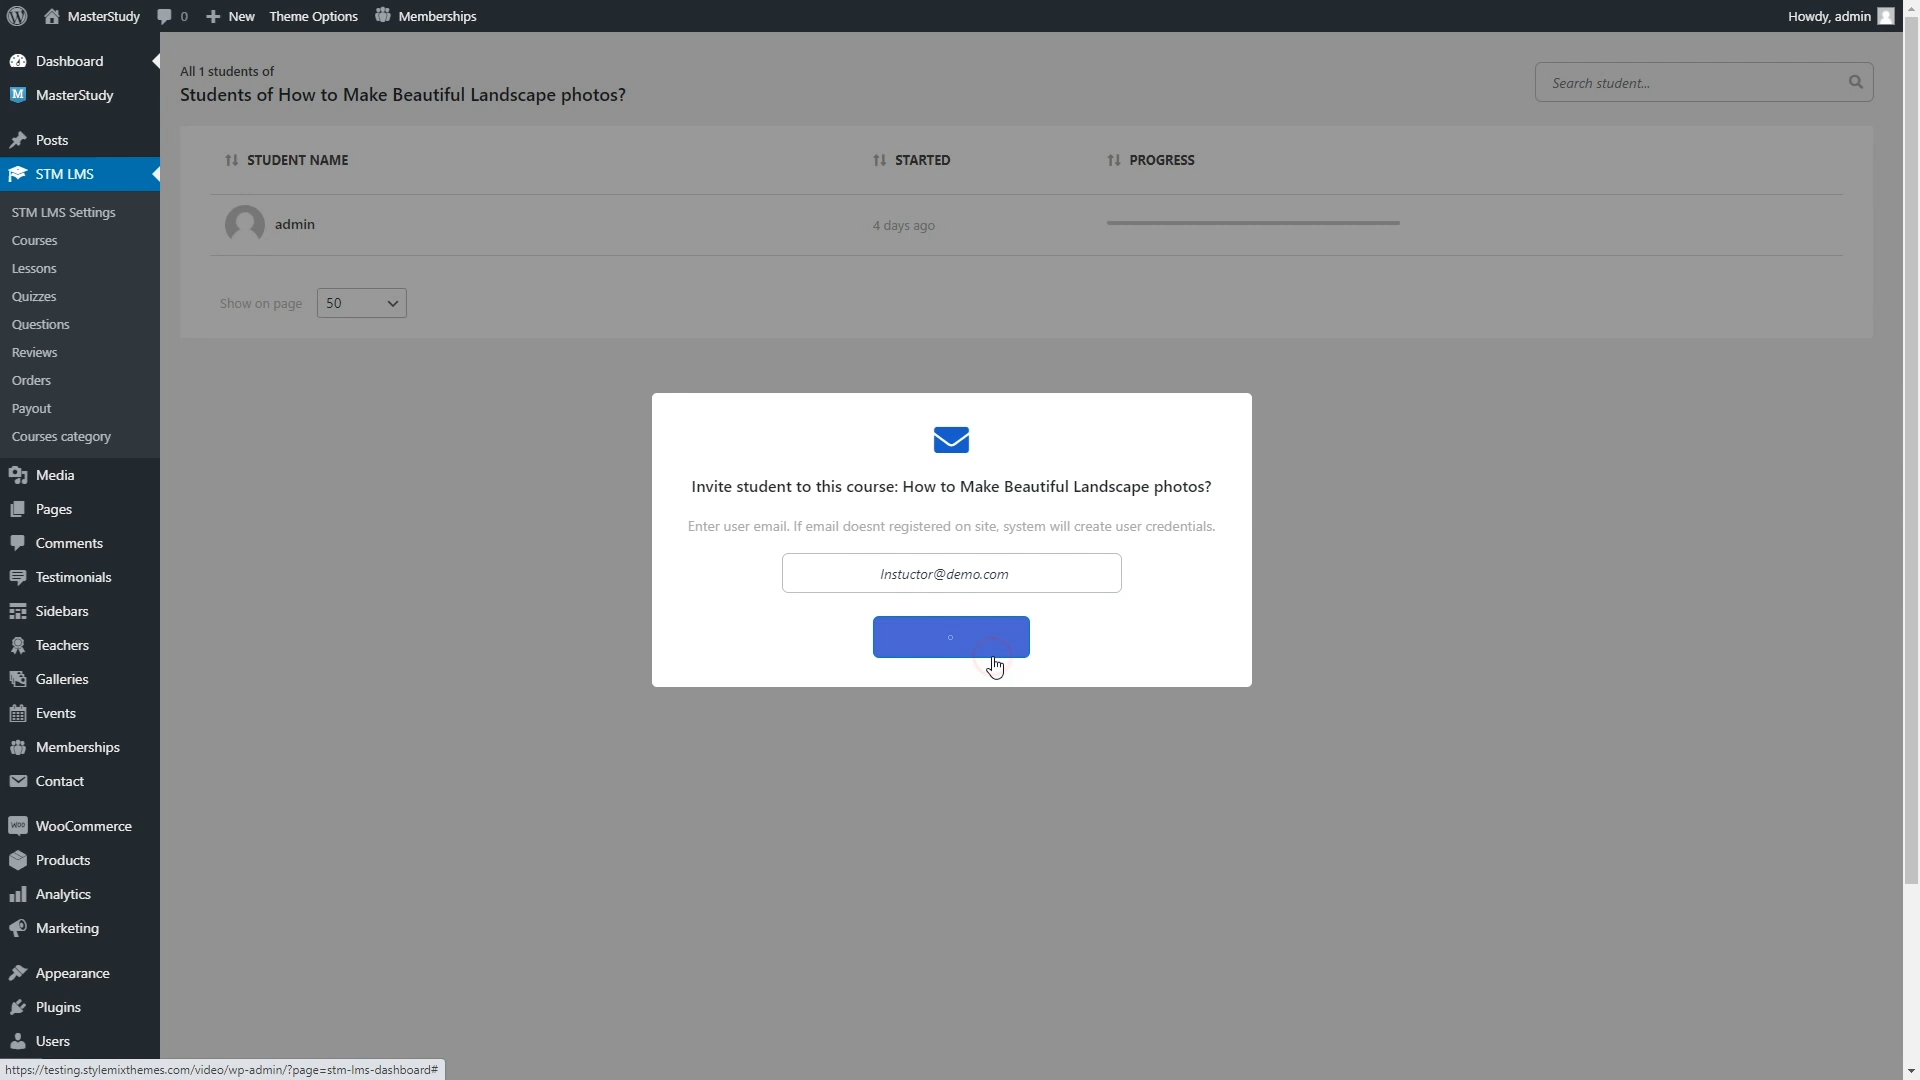 MasterStudy
0
New
Theme Options
Memberships
Howdy, admin
Dashboard
M
MasterStudy
Posts
STM LMS
STM LMS Settings
Courses
Lessons
Quizzes
Questions
Reviews
Orders
Payout
Courses category
Media
Pages
Comments
Testimonials
Sidebars
Teachers
Galleries
Events
Memberships
Contact
WOO
WooCommerce
Products
Analytics
Marketing
Appearance
Plugins
Users
All 1 students of
Students of How to Make Beautiful Landscape photos?
Search student...
STUDENT NAME
STARTED
PROGRESS
admin
4 days ago
Show on page
50
Invite student to this course: How to Make Beautiful Landscape photos?
Enter user email. If email doesnt registered on site, system will create user credentials.
Instuctor@demo.com
https://testing.stylemixthemes.com/video/wp-admin/?page=stm-lms-dashboard#